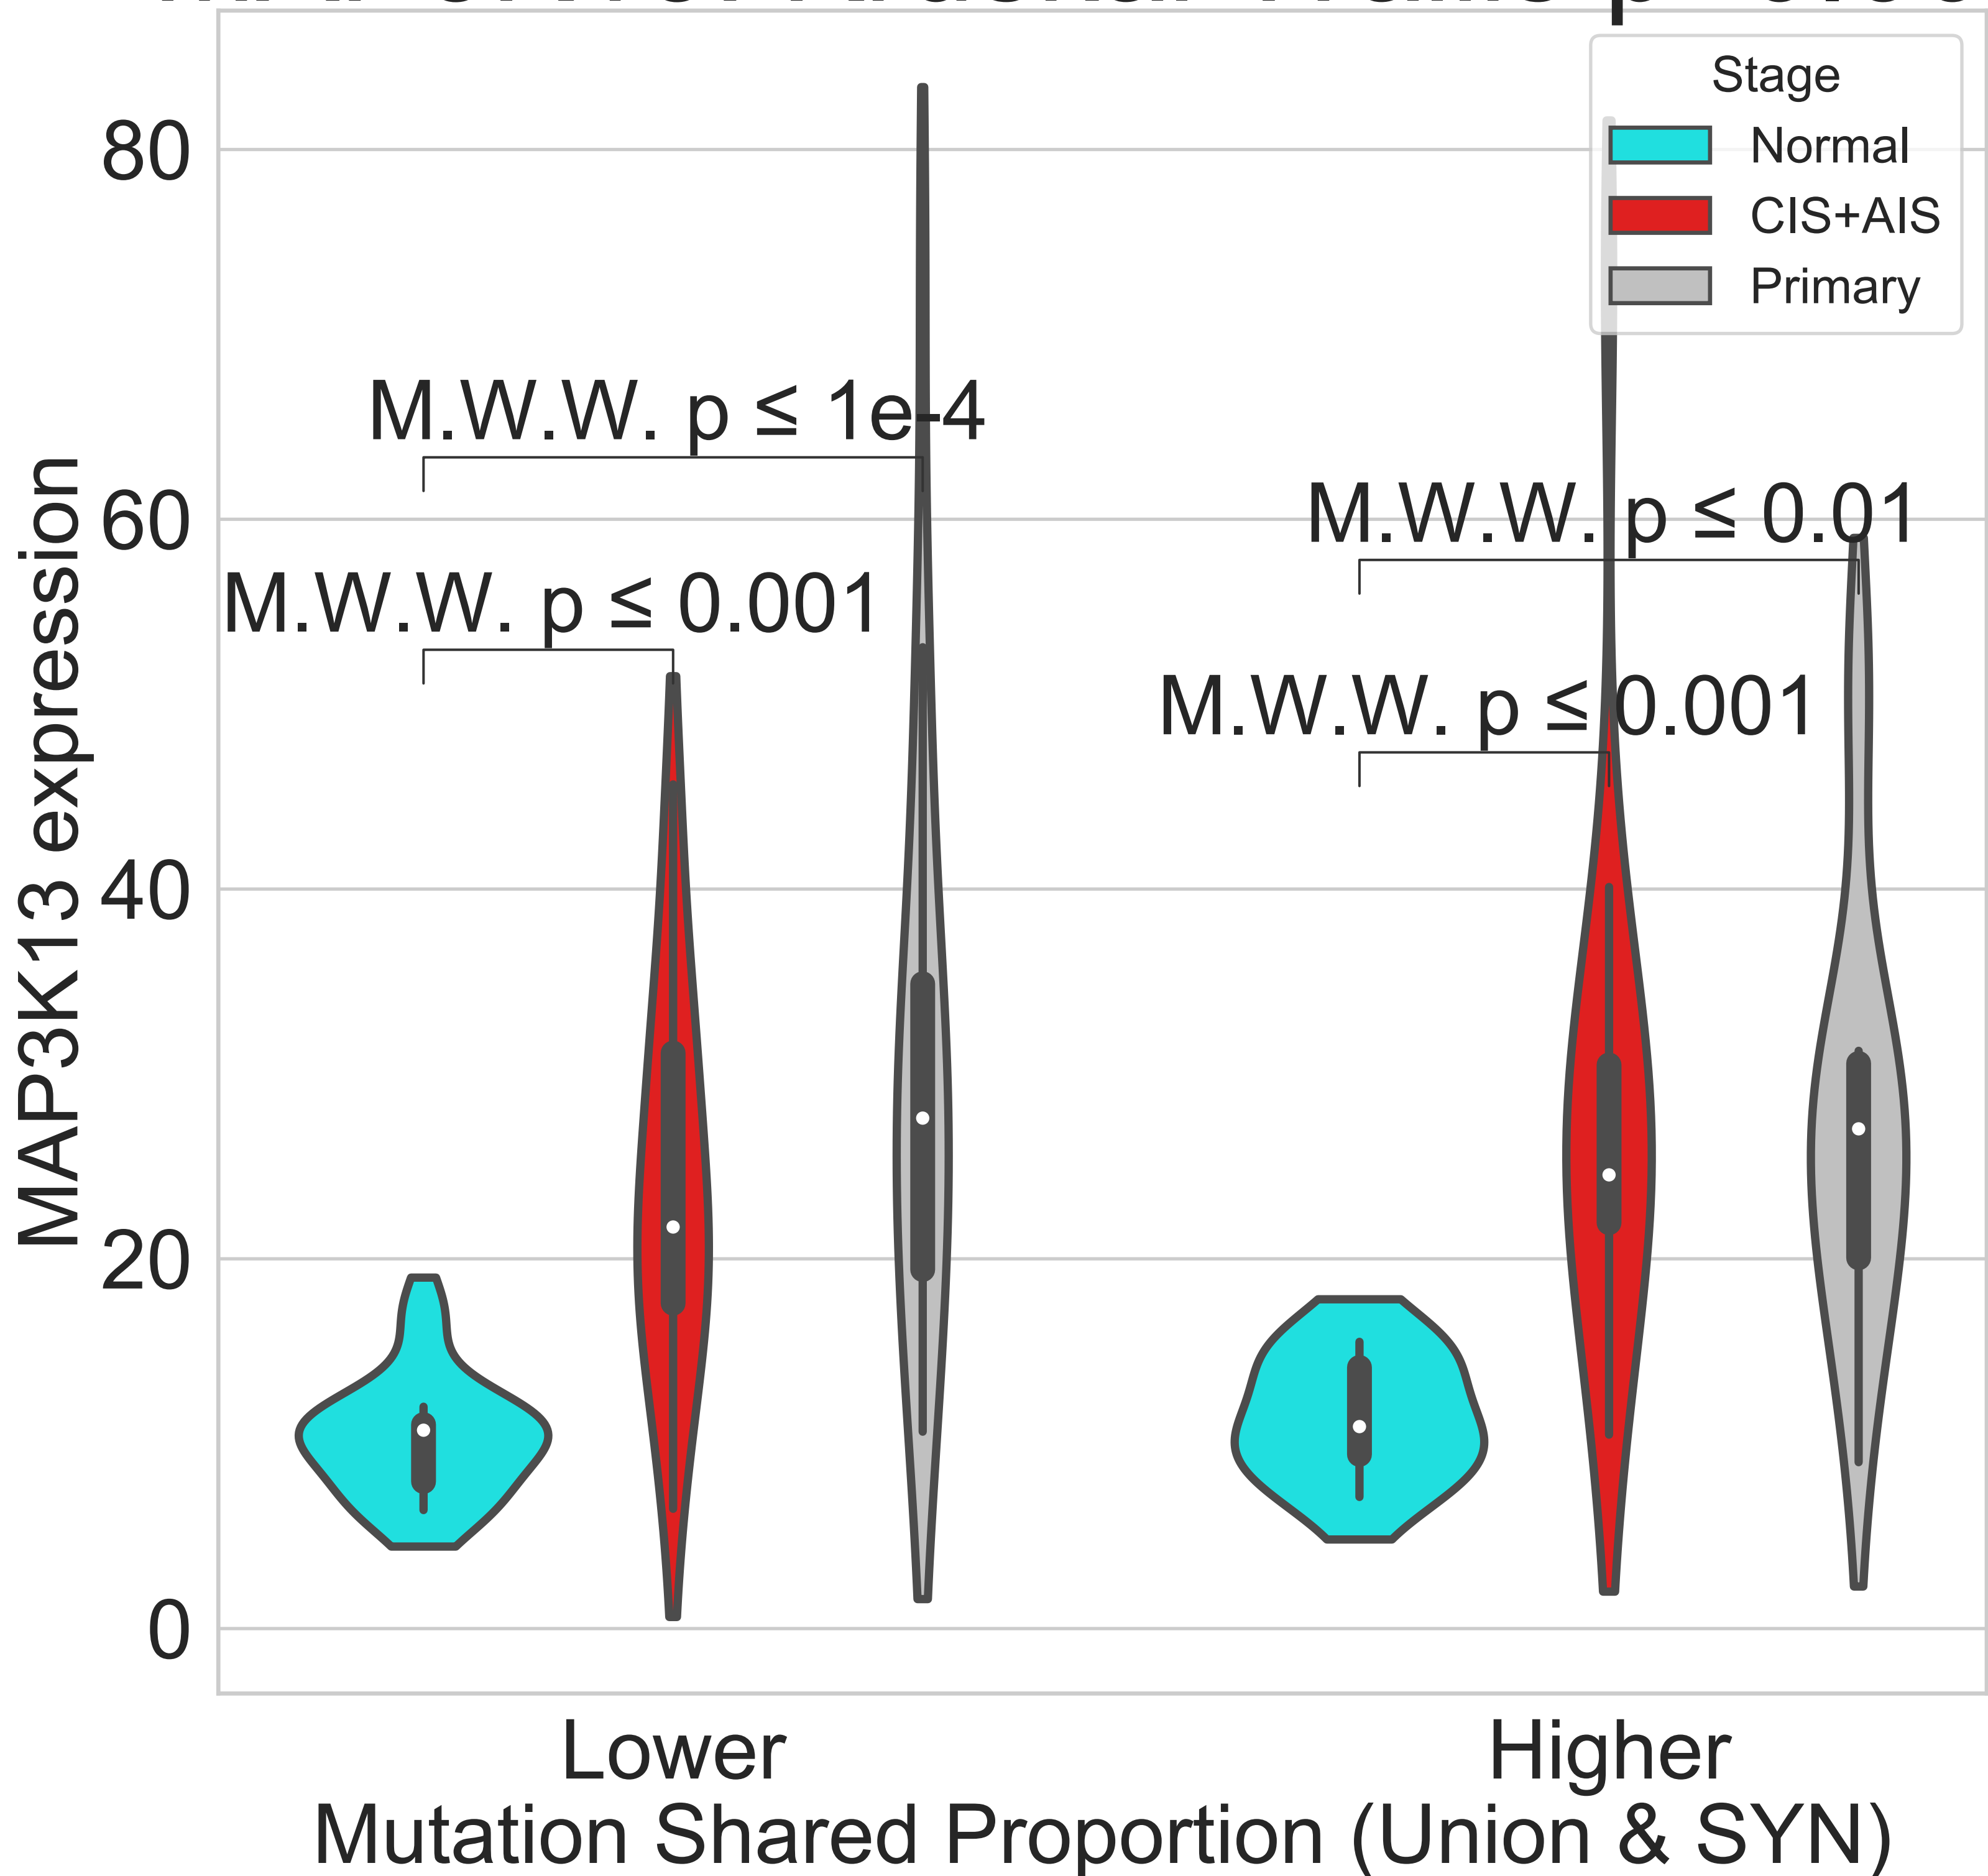 Stage
Normal
CIS+AIS
Primary
80
60
40
20
0
MAP3K13 expression
M.W.W. p ≤ 1e-4
M.W.W. p ≤ 0.01
M.W.W. p ≤ 0.001
M.W.W. p ≤ 0.001
Lower
Higher
Mutation Shared Proportion (Union & SYN)